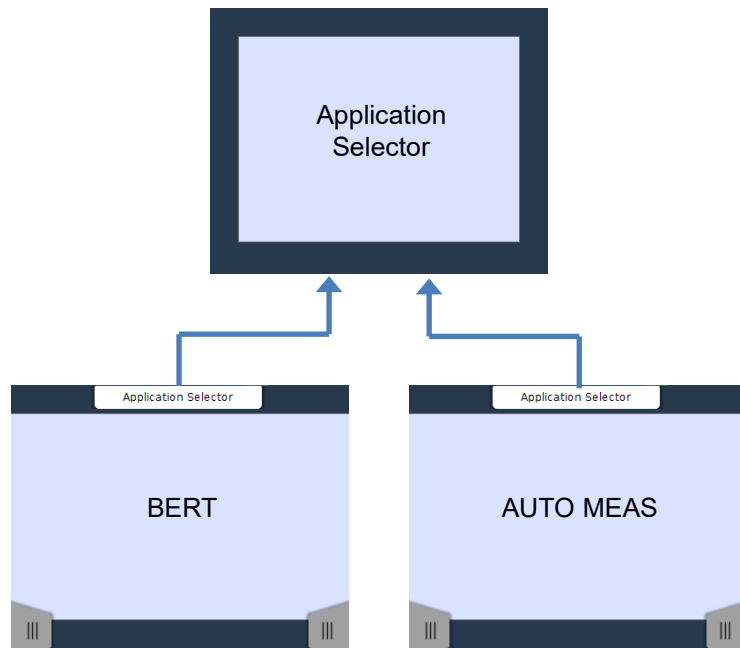 Application
Selector
Application Selector
Application Selector
BERT
AUTO MEAS